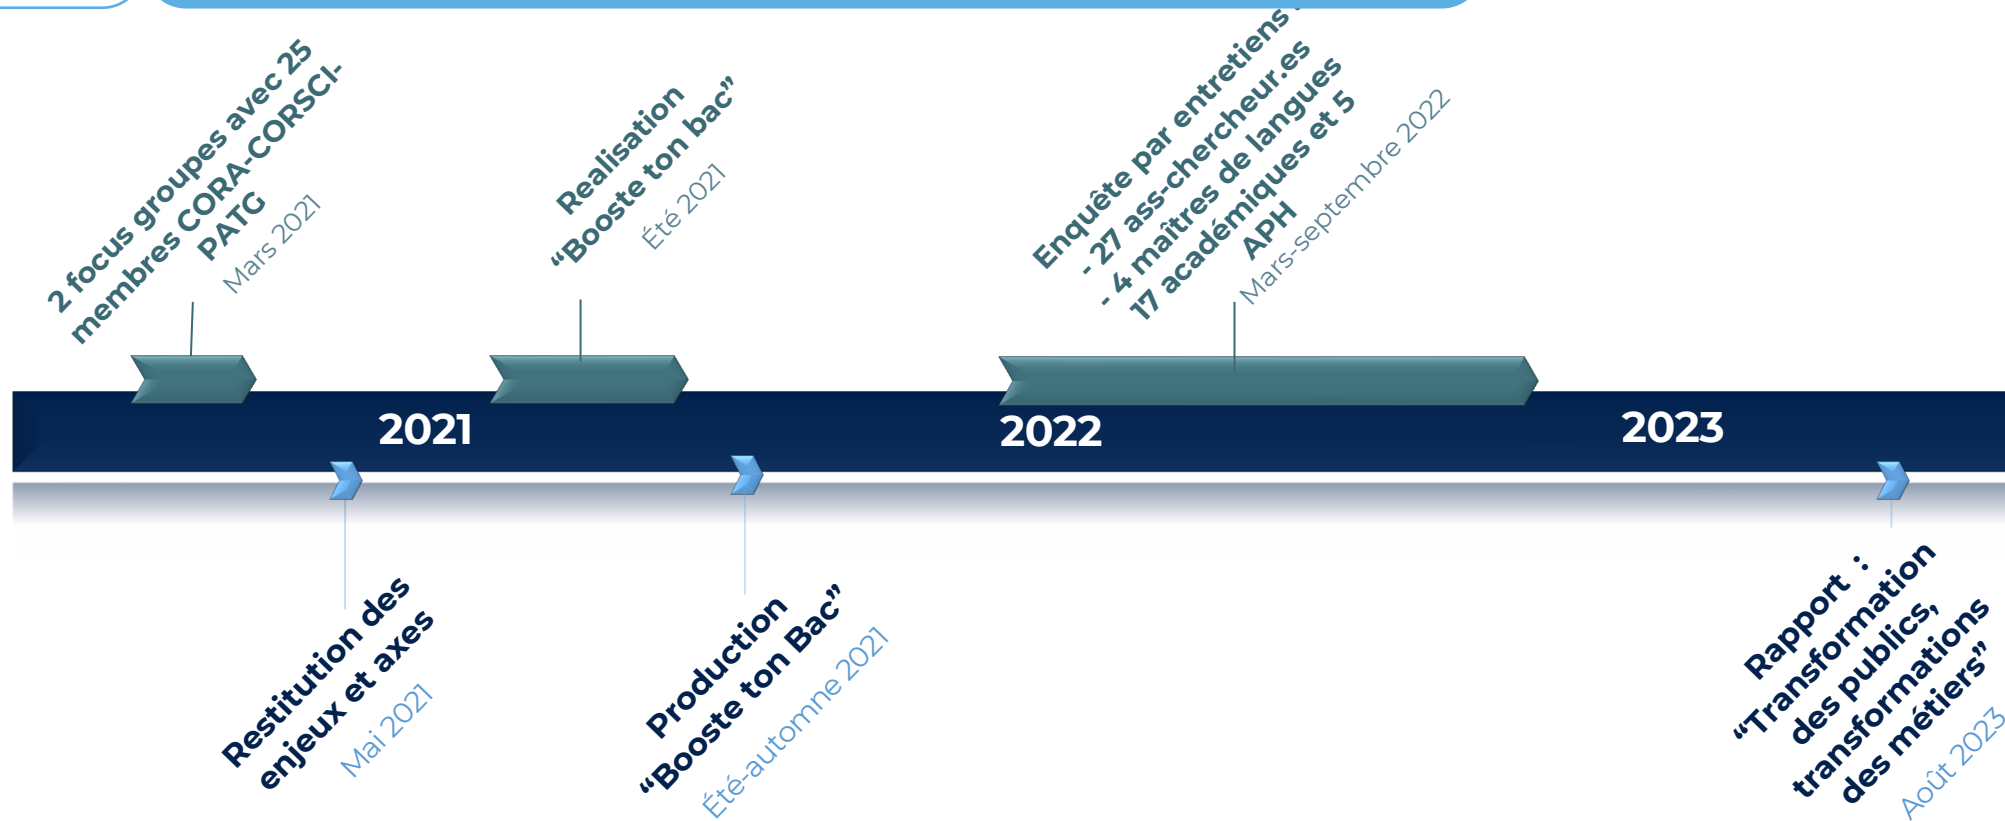 2 focus groupes avec 25
membres CORA-CORSCI-
PATG
Mars 2021
Realisation
“Booste ton bac”
Été 2021
Enquête par entretiens
- 27 ass-chercheur.es
- 4 maîtres de langues
17 académiques et 5
APH
Mars-septembre 2022
2021
2022
2023
Restitution des
enjeux et axes
Mai 2021
Production
“Booste ton Bac”
Été-automne 2021
Rapport :
“Transformation
des publics,
transformations
des métiers”
Août 2023